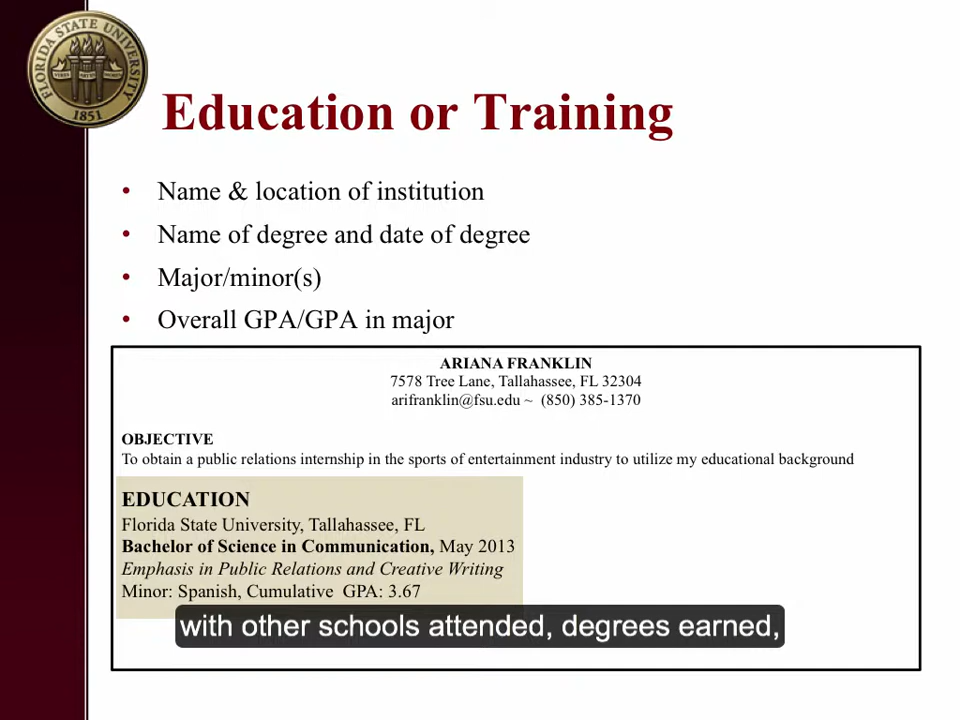 FLORIDA STATE UNIVERSITY
1851
Education or Training
• Name & location of institution
• Name of degree and date of degree
• Major/minor(s)
• Overall GPA/GPA in major
ARIANA FRANKLIN
7578 Tree Lane, Tallahassee, FL 32304
arifranklin@fsu.edu ~ (850) 385-1370
OBJECTIVE
To obtain a public relations internship in the sports of entertainment industry to utilize my educational background
EDUCATION
Florida State University, Tallahassee, FL
Bachelor of Science in Communication, May 2013
Emphasis in Public Relations and Creative Writing
Minor: Spanish, Cumulative GPA: 3.67
with other schools attended, degrees earned,